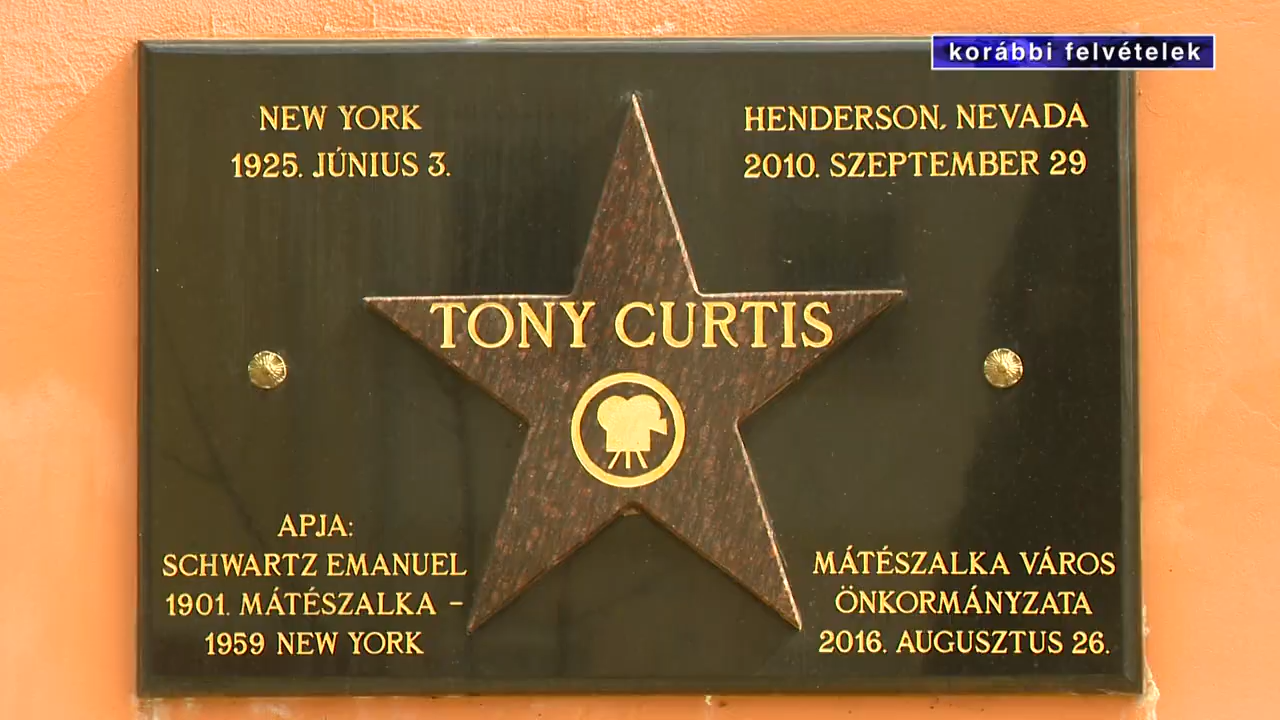 korábbi felvételek
NEW YORK
1925. JÚNIUS 3.
HENDERSON, NEVADA
2010. SZEPTEMBER 29
TONY CURTIS
APJA:
SCHWARTZ EMANUEL
1901. MÁTÉSZALKA –
1959 NEW YORK
MÁTÉSZALKA VÁROS
ÖNKORMÁNYZATA
2016. AUGUSZTUS 26.